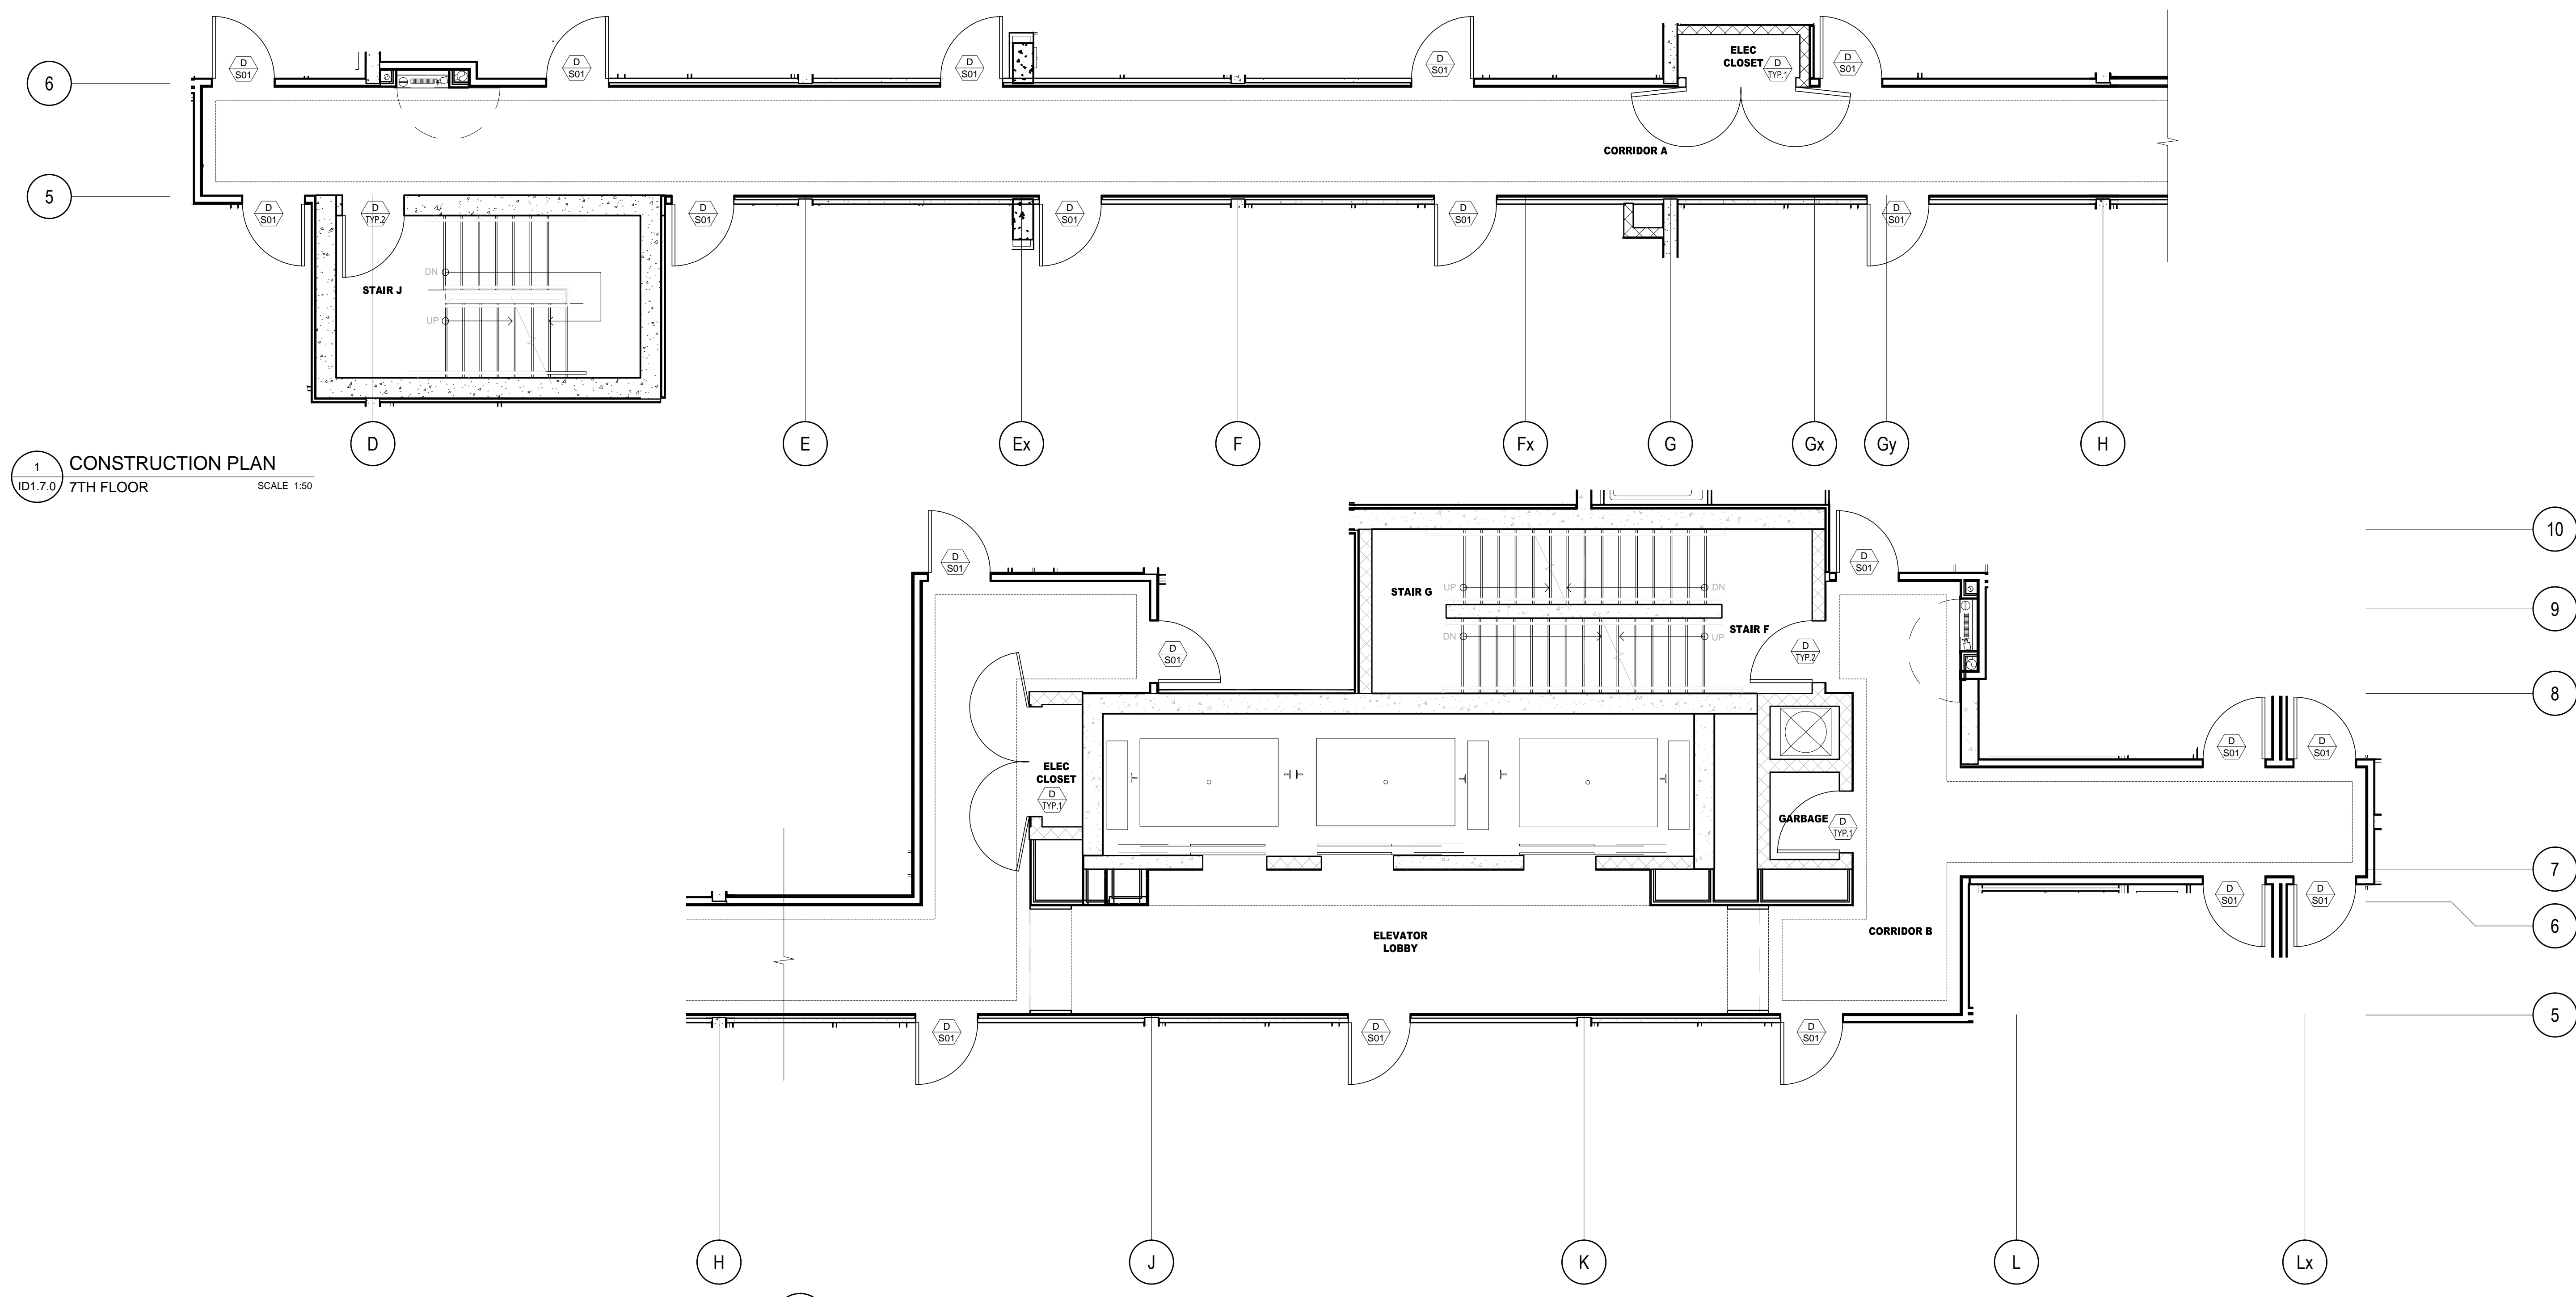 D
S01
D
S01
D
S01
D
S01
ELEC
CLOSET
D
TYP.1
D
S01
6
CORRIDOR A
5
D
S01
D
TYP.2
D
S01
D
S01
D
S01
D
S01
DN
STAIR J
UP
D
E
Ex
F
Fx
G
Gx
Gy
H
1
ID1.7.0
CONSTRUCTION PLAN
7TH FLOOR
SCALE 1:50
10
D
S01
D
S01
STAIR G
UP
DN
9
DN
UP
STAIR F
D
S01
D
TYP.2
8
D
S01
D
S01
ELEC
CLOSET
D
TYP.1
GARBAGE
D
TYP.1
7
D
S01
D
S01
6
ELEVATOR
LOBBY
CORRIDOR B
5
D
S01
D
S01
D
S01
H
J
K
L
Lx